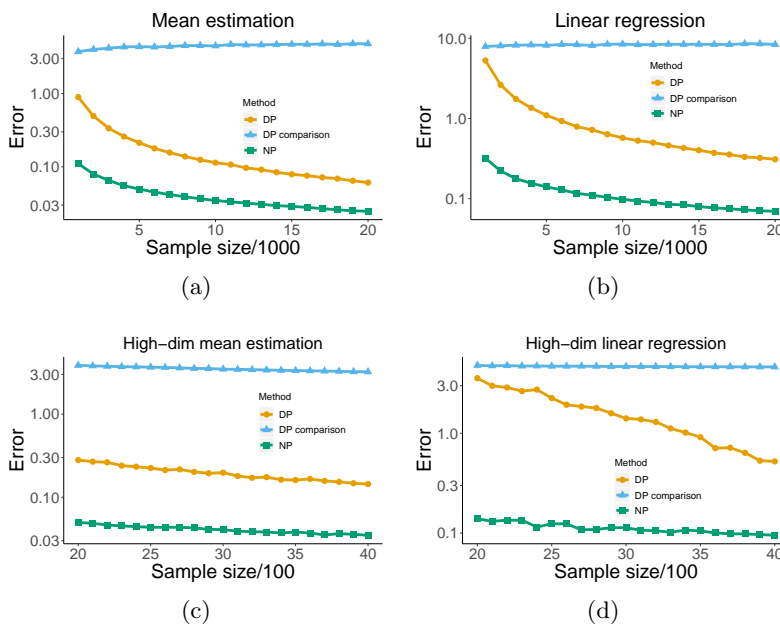 Mean estimation
Error
3.00
1.00
0.30
0.10
0.03
Method
DP
DP comparison
NP
5 10 15 20
Sample size/1000
(a)
Linear regression
Error
10.0
1.0
0.1
Method
DP
DP comparison
NP
5 10 15 20
Sample size/1000
(b)
High−dim mean estimation
Error
3.00
1.00
0.30
0.10
0.03
Method
DP
DP comparison
NP
20 25 30 35 40
Sample size/100
(c)
High−dim linear regression
Error
3.0
1.0
0.3
0.1
Method
DP
DP comparison
NP
20 25 30 35 40
Sample size/100
(d)